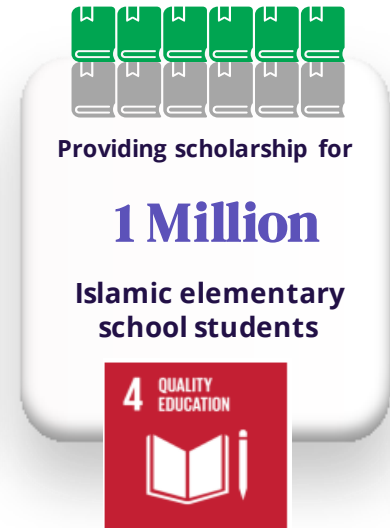 Providing scholarship for
1 Million
Islamic elementary
school students
4 QUALITY
EDUCATION